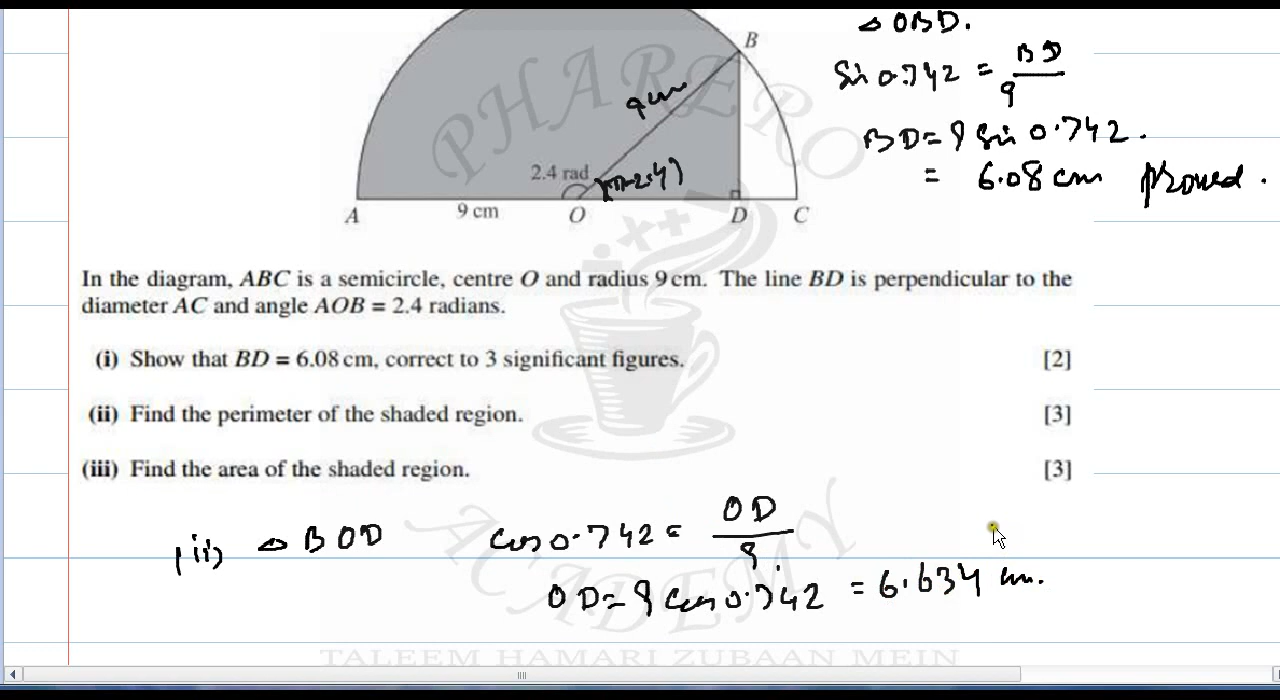 △ OBD.
B
Sin 0.742 = BD / 9
9 cm
BD = 9 Sin 0.742.
= 6.08 cm proved.
2.4 rad
(π-2.4)
A 9 cm O D C
PHARERO
In the diagram, ABC is a semicircle, centre O and radius 9 cm. The line BD is perpendicular to the
diameter AC and angle AOB = 2.4 radians.
(i) Show that BD = 6.08 cm, correct to 3 significant figures. [2]
(ii) Find the perimeter of the shaded region. [3]
(iii) Find the area of the shaded region. [3]
(ii) △ BOD cos 0.742 = OD / 9.
OD = 9 cos 0.742 = 6.634 cm.
ACADEMY
TALEEM HAMARI ZUBAAN MEIN